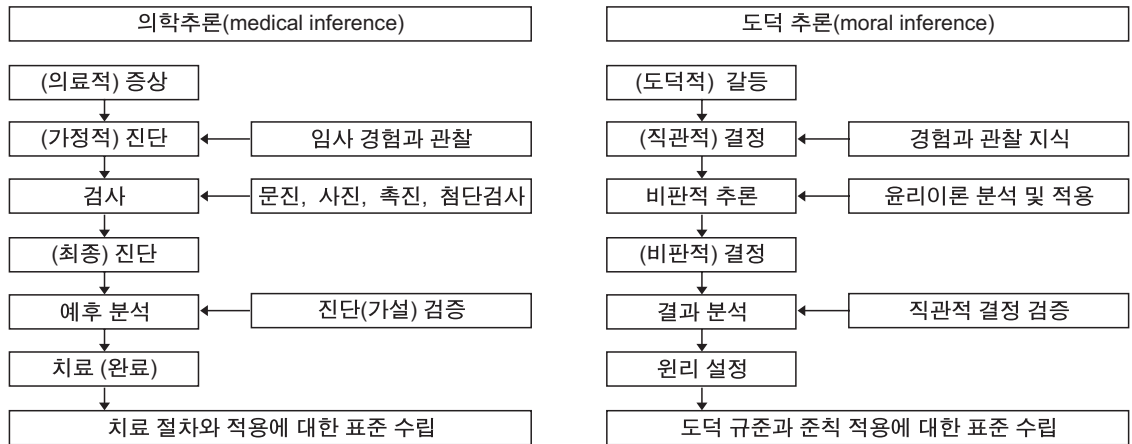 의학추론(medical inference)
(의료적) 증상
(가정적) 진단
임사 경험과 관찰
검사
문진, 사진, 촉진, 첨단검사
(최종) 진단
예후 분석
진단(가설) 검증
치료 (완료)
치료 절차와 적용에 대한 표준 수립
도덕 추론(moral inference)
(도덕적) 갈등
(직관적) 결정
경험과 관찰 지식
비판적 추론
윤리이론 분석 및 적용
(비판적) 결정
결과 분석
직관적 결정 검증
윈리 설정
도덕 규준과 준칙 적용에 대한 표준 수립